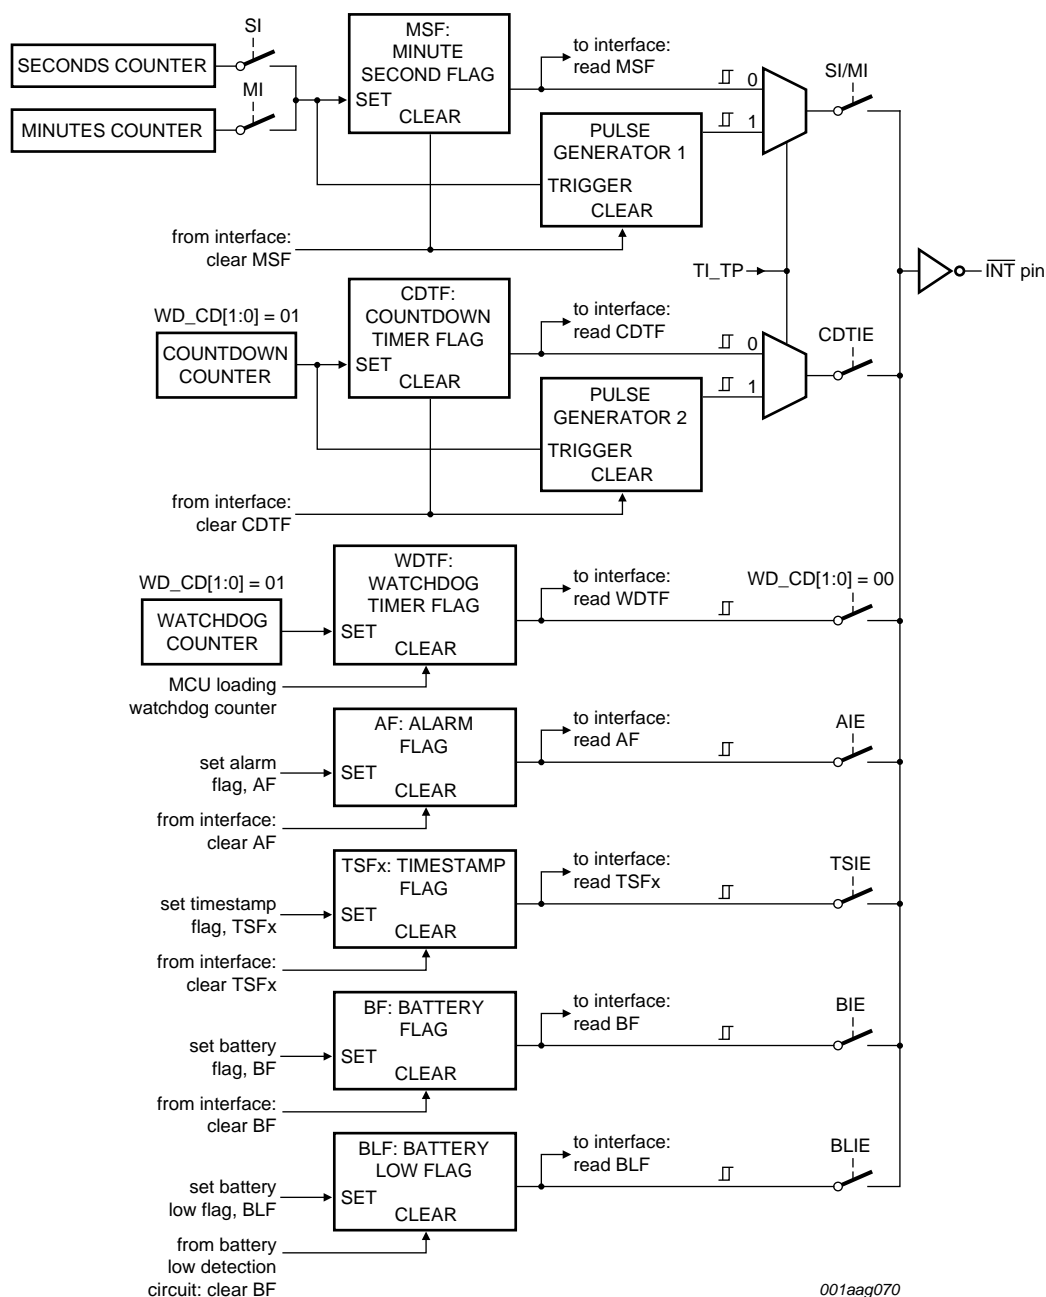 SI
SECONDS COUNTER
MI
MINUTES COUNTER
MSF:
MINUTE
SECOND FLAG
SET
CLEAR
to interface:
read MSF
0
1
SI/MI
PULSE
GENERATOR 1
TRIGGER
CLEAR
from interface:
clear MSF
TI_TP
INT pin
WD_CD[1:0] = 01
COUNTDOWN
COUNTER
CDTF:
COUNTDOWN
TIMER FLAG
SET
CLEAR
to interface:
read CDTF
0
1
CDTIE
PULSE
GENERATOR 2
TRIGGER
CLEAR
from interface:
clear CDTF
WD_CD[1:0] = 01
WATCHDOG
COUNTER
WDTF:
WATCHDOG
TIMER FLAG
SET
CLEAR
to interface:
read WDTF
WD_CD[1:0] = 00
MCU loading
watchdog counter
AF: ALARM
FLAG
SET
CLEAR
to interface:
read AF
AIE
set alarm
flag, AF
from interface:
clear AF
TSFx: TIMESTAMP
FLAG
SET
CLEAR
to interface:
read TSFx
TSIE
set timestamp
flag, TSFx
from interface:
clear TSFx
BF: BATTERY
FLAG
SET
CLEAR
to interface:
read BF
BIE
set battery
flag, BF
from interface:
clear BF
BLF: BATTERY
LOW FLAG
SET
CLEAR
to interface:
read BLF
BLIE
set battery
low flag, BLF
from battery
low detection
circuit: clear BF
001aag070